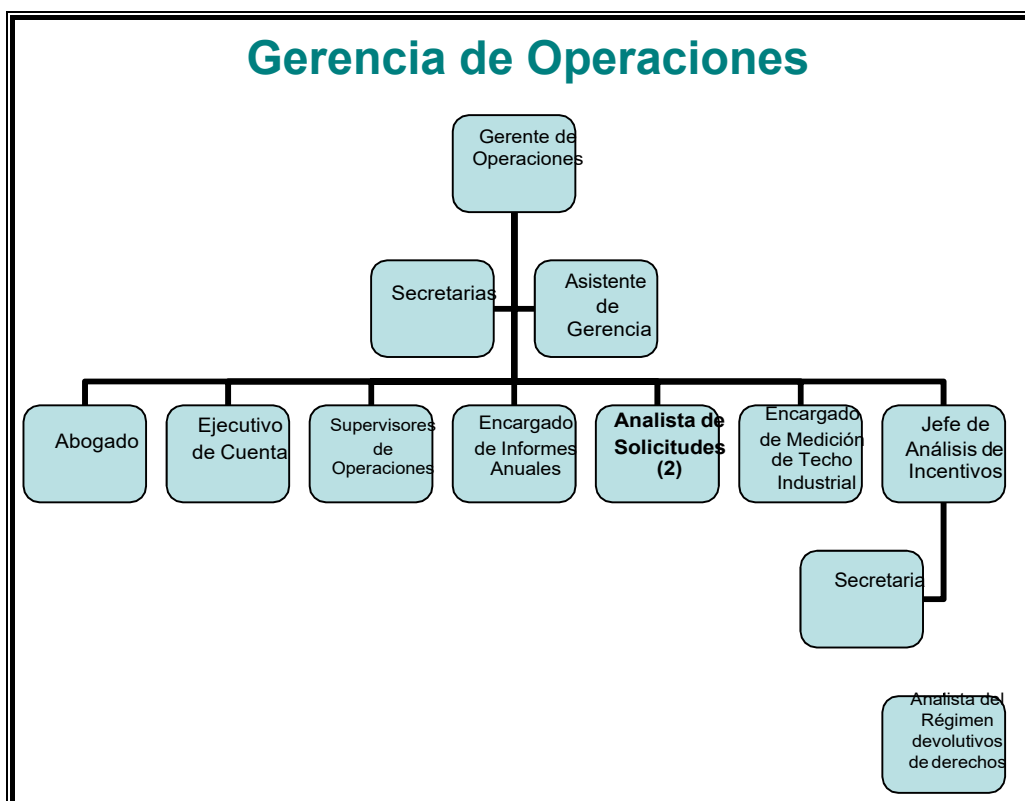 Gerencia de Operaciones
Gerente de
Operaciones
Secretarias
Asistente
de
Gerencia
Abogado
Ejecutivo
de Cuenta
Supervisores
de
Operaciones
Encargado
de Informes
Anuales
Analista de
Solicitudes
(2)
Encargado
de Medición
de Techo
Industrial
Jefe de
Análisis de
Incentivos
Secretaria
Analista del
Régimen
devolutivos
de derechos